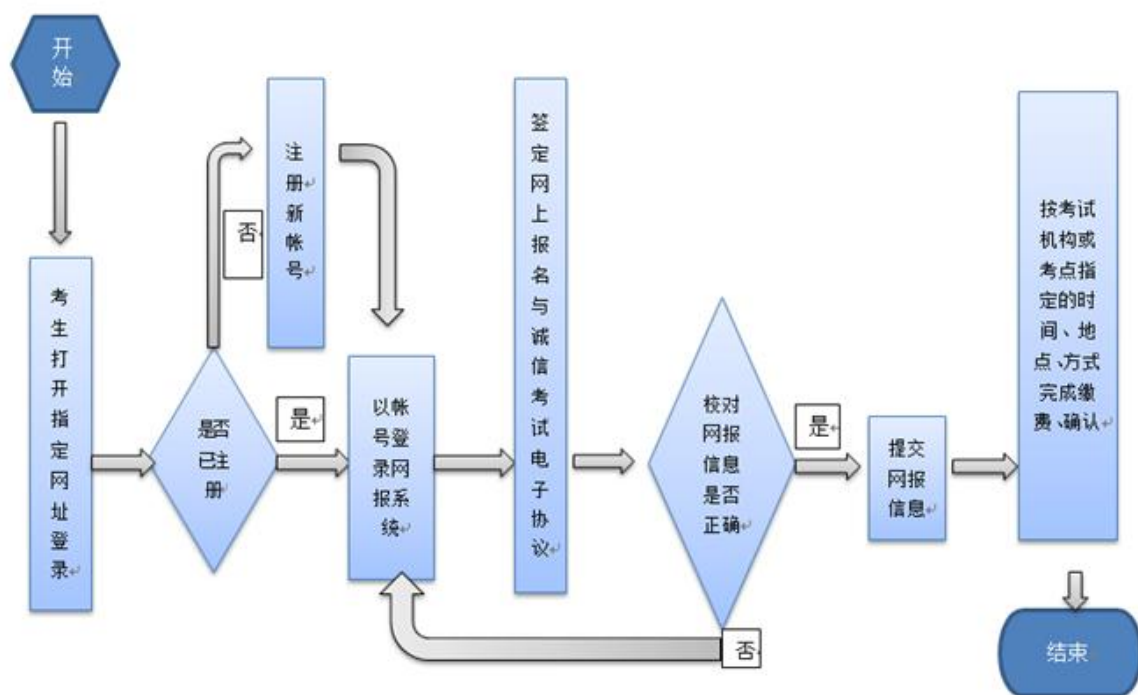 开始
考生打开指定网址登录
是否
已主
册
否
注册新帐号
是
以帐
号登
录网
报系
统
签定网上报名与诚信考试电子协议
校对
网报
信息
是否
正确
否
是
提交
网报
信息
按考试
机构或
考点指
定的时
间、地
点、方式
完成缴
费、确认
结束